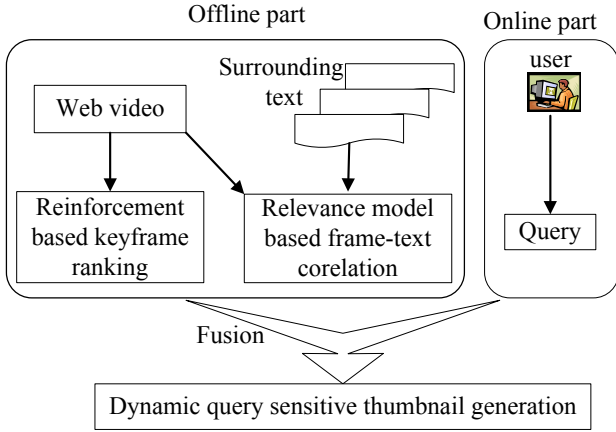 Offline part
Online part
Surrounding
text
user
Web video
Reinforcement
based keyframe
ranking
Relevance model
based frame-text
corelation
Query
Fusion
Dynamic query sensitive thumbnail generation